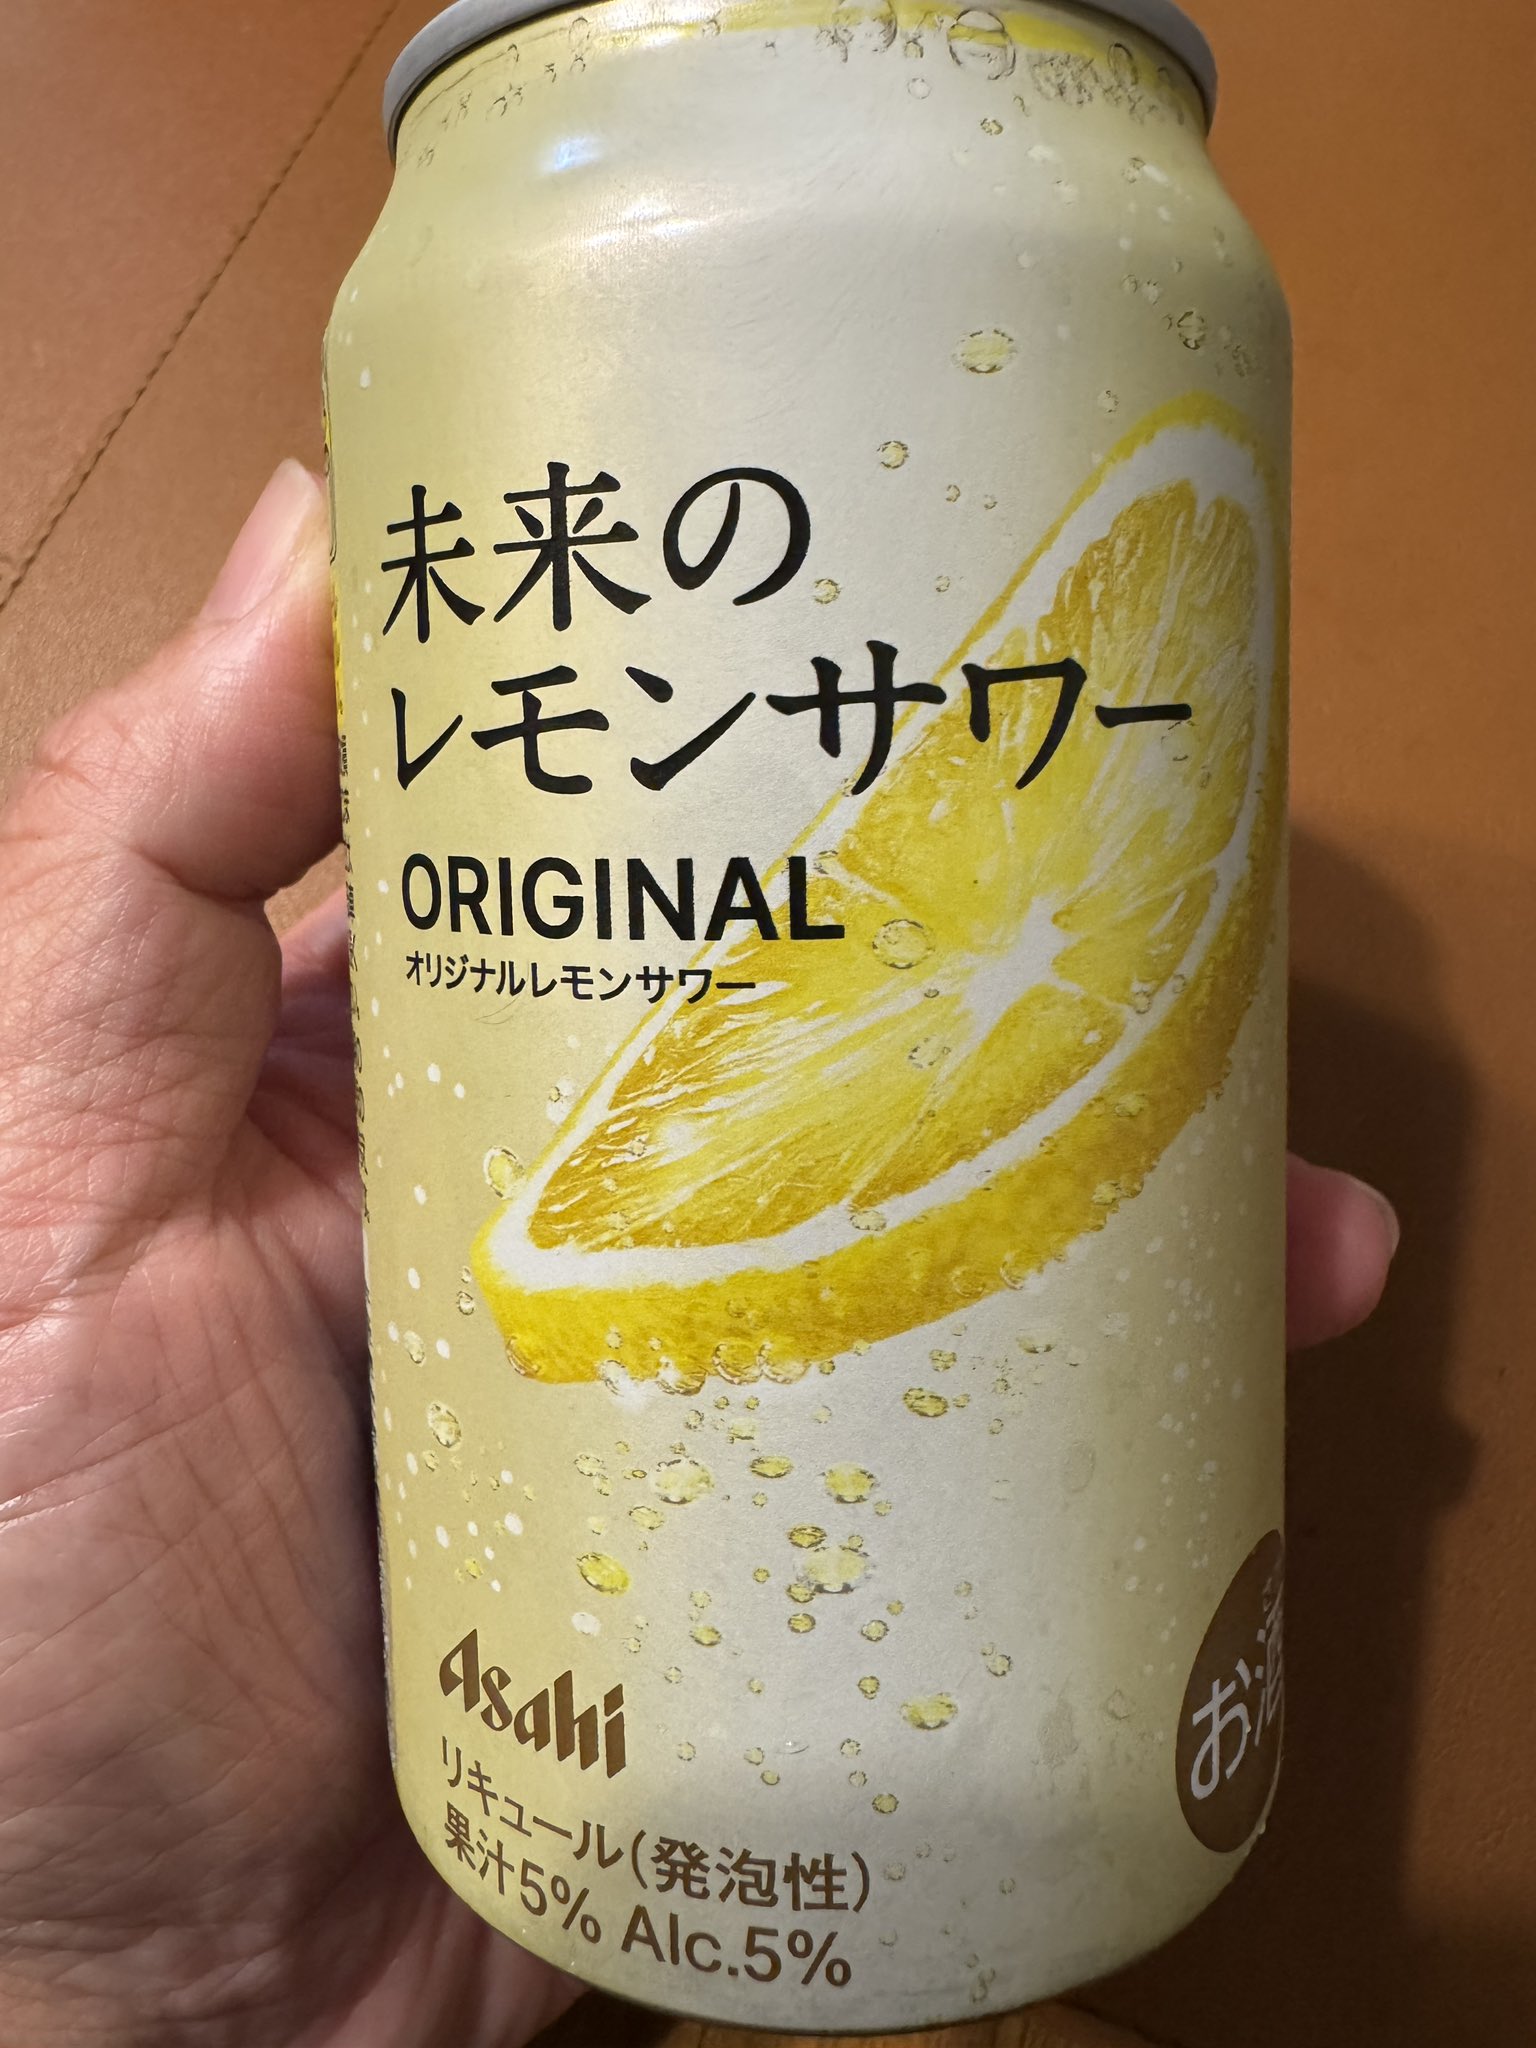 未来の
レモンサワー
ORIGINAL
オリジナルレモンサワー
Asahi
リキュール(発泡性)
果汁5% Alc.5%
お酒